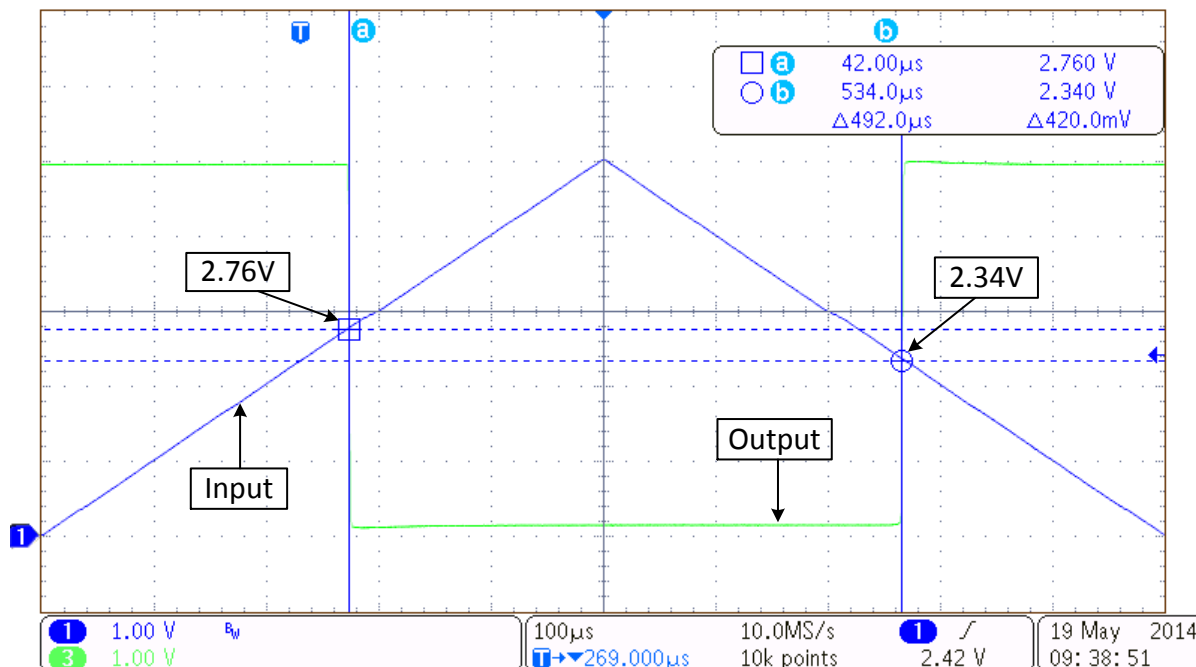 T a b
a 42.00µs 2.760 V
b 534.0µs 2.340 V
Δ492.0µs Δ420.0mV
2.76V
2.34V
Output
Input
1
1 1.00 V BW
3 1.00 V
100µs 10.0MS/s 1 2.42 V
T→▼269.000µs 10k points
19 May 2014
09: 38: 51